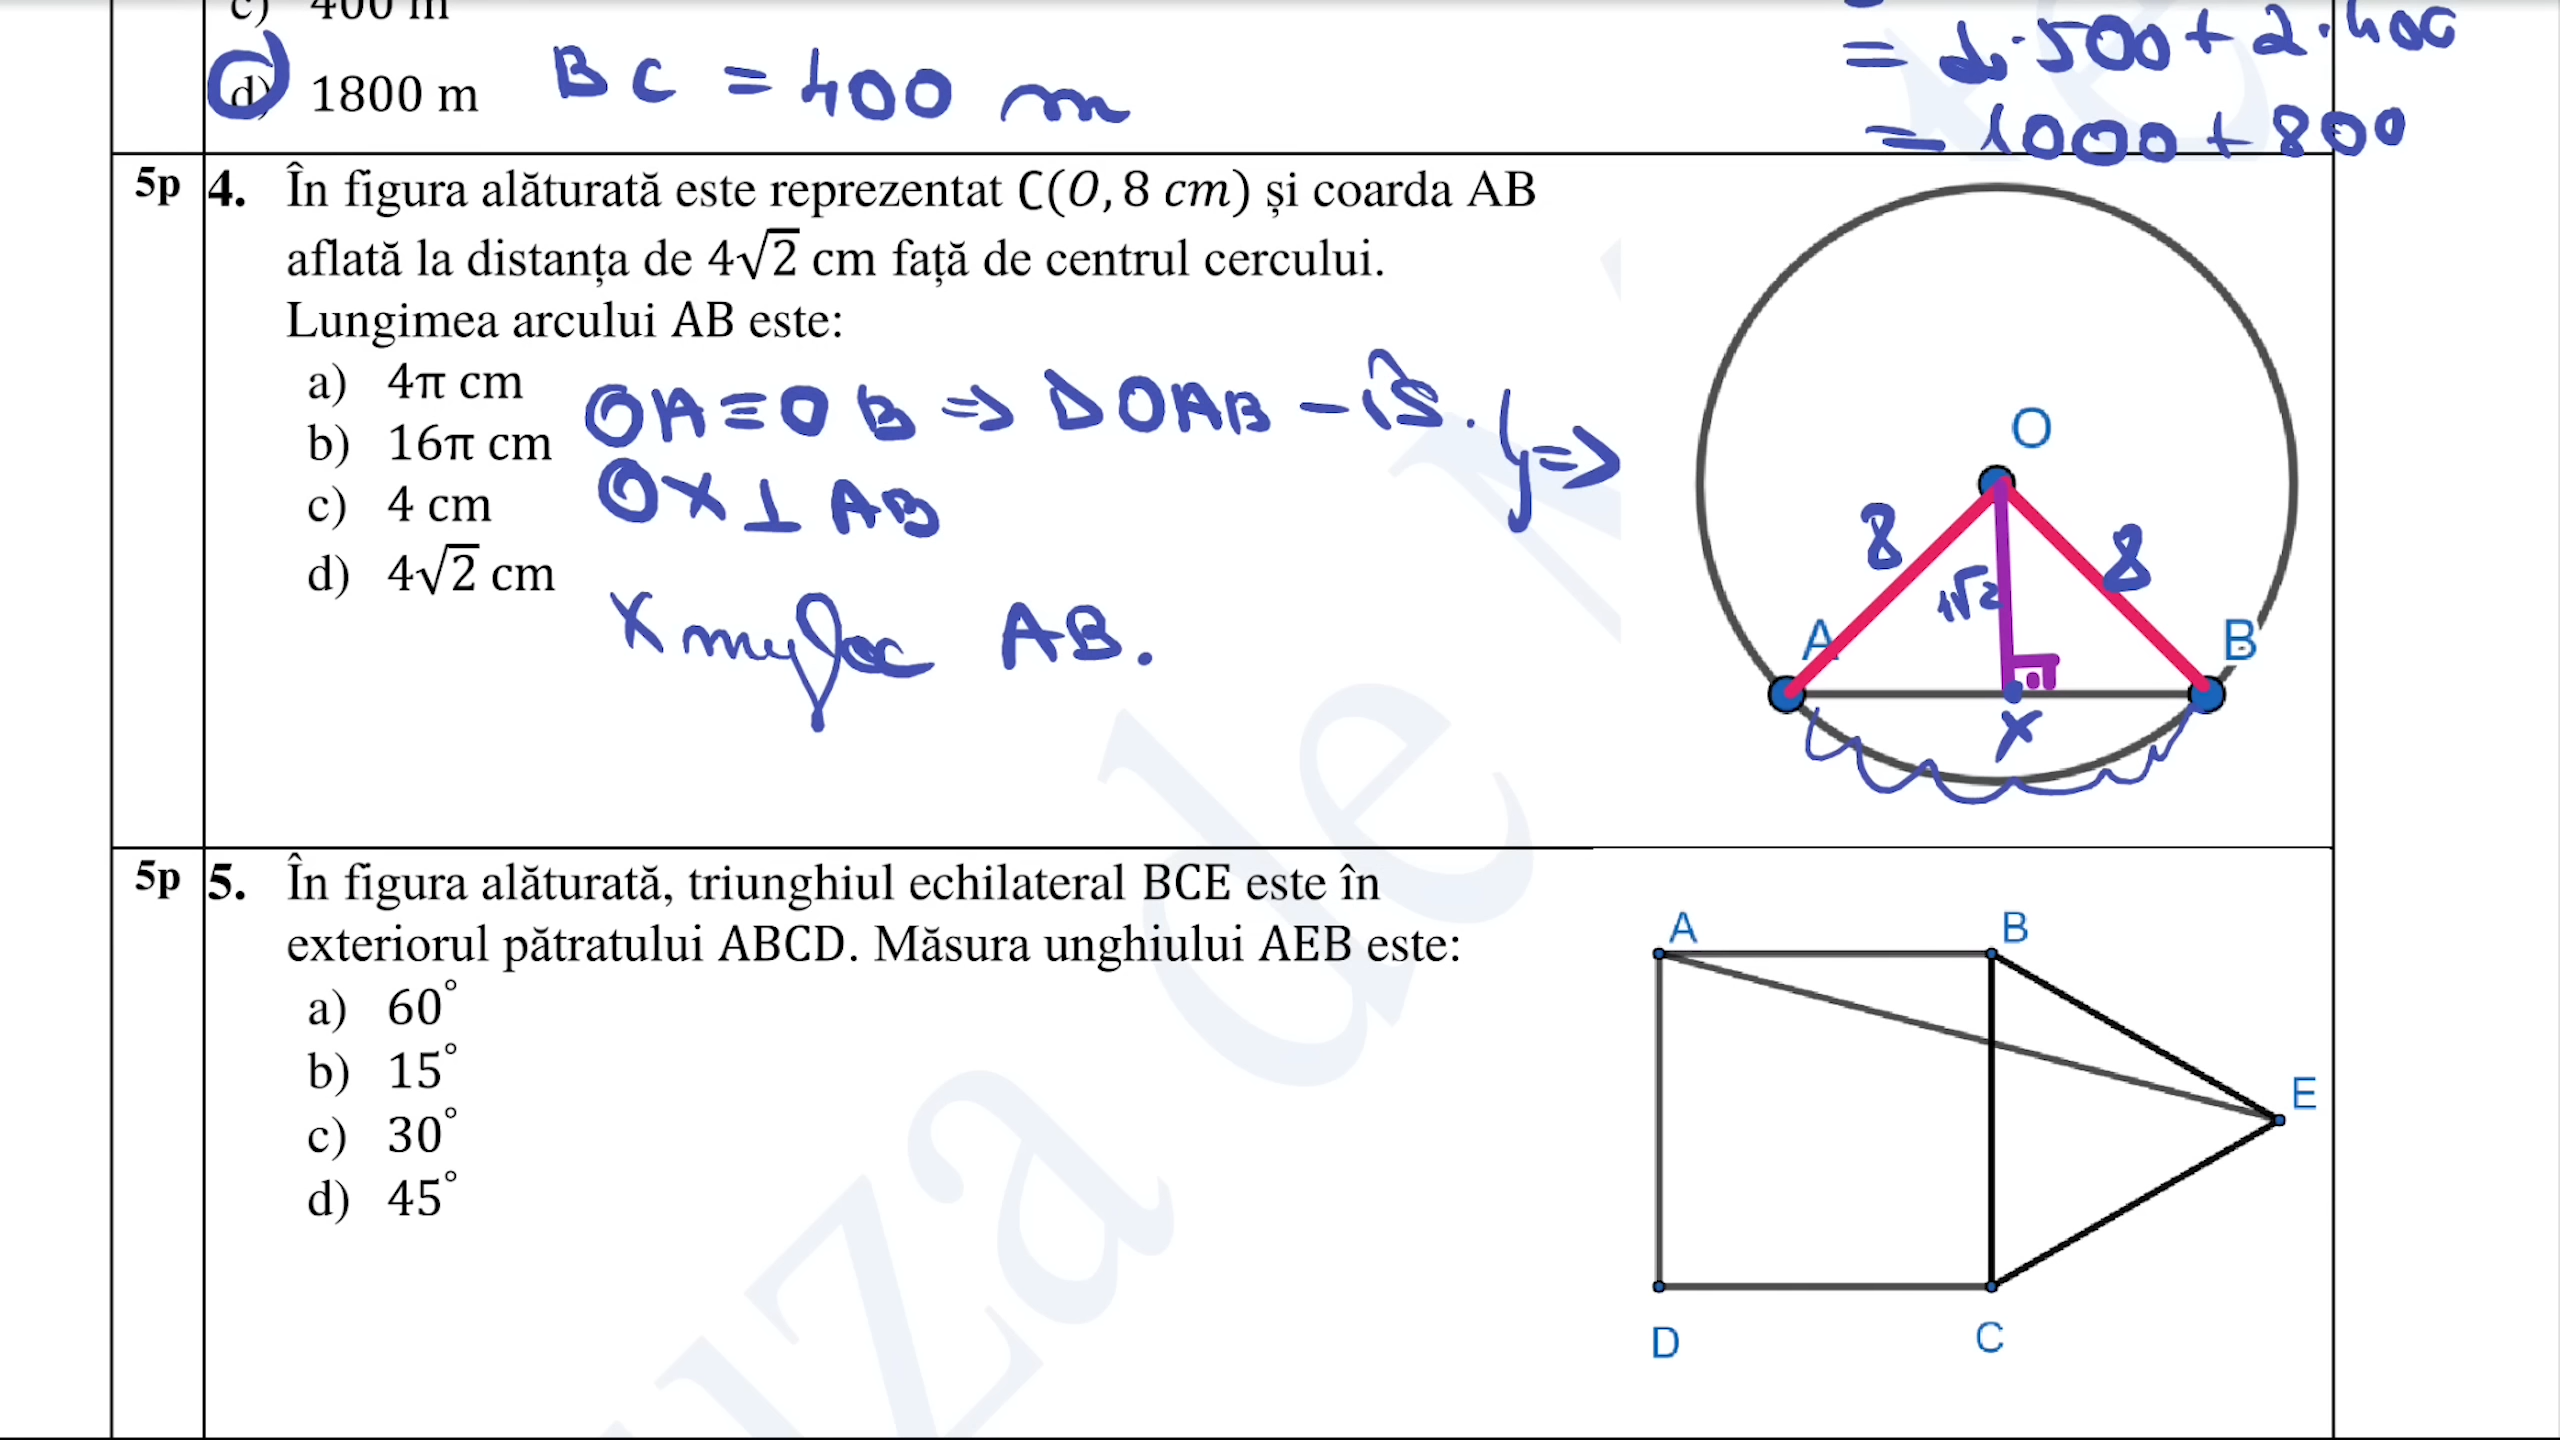 c) 400 m
d) 1800 m BC = 400 m
= 2·500 + 2·400
= 1000 + 800
5p 4. În figura alăturată este reprezentat C(O, 8 cm) și coarda AB
aflată la distanța de 4√2 cm față de centrul cercului.
Lungimea arcului AB este:
a) 4π cm
b) 16π cm
c) 4 cm
d) 4√2 cm
OA ≡ OB => ΔOAB - is. } =>
OX ⊥ AB
X mijloc AB.
O
8
8
4√2
A
B
X
5p 5. În figura alăturată, triunghiul echilateral BCE este în
exteriorul pătratului ABCD. Măsura unghiului AEB este:
a) 60°
b) 15°
c) 30°
d) 45°
A
B
E
D
C